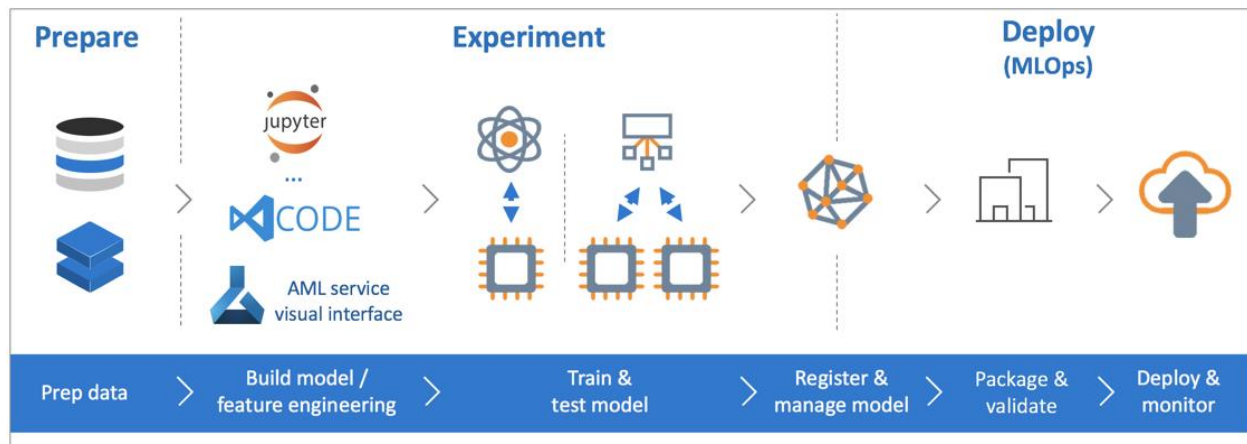 Prepare
Experiment
Deploy
(MLOps)
jupyter
...
CODE
AML service
visual interface
Prep data
Build model /
feature engineering
Train &
test model
Register &
manage model
Package &
validate
Deploy &
monitor